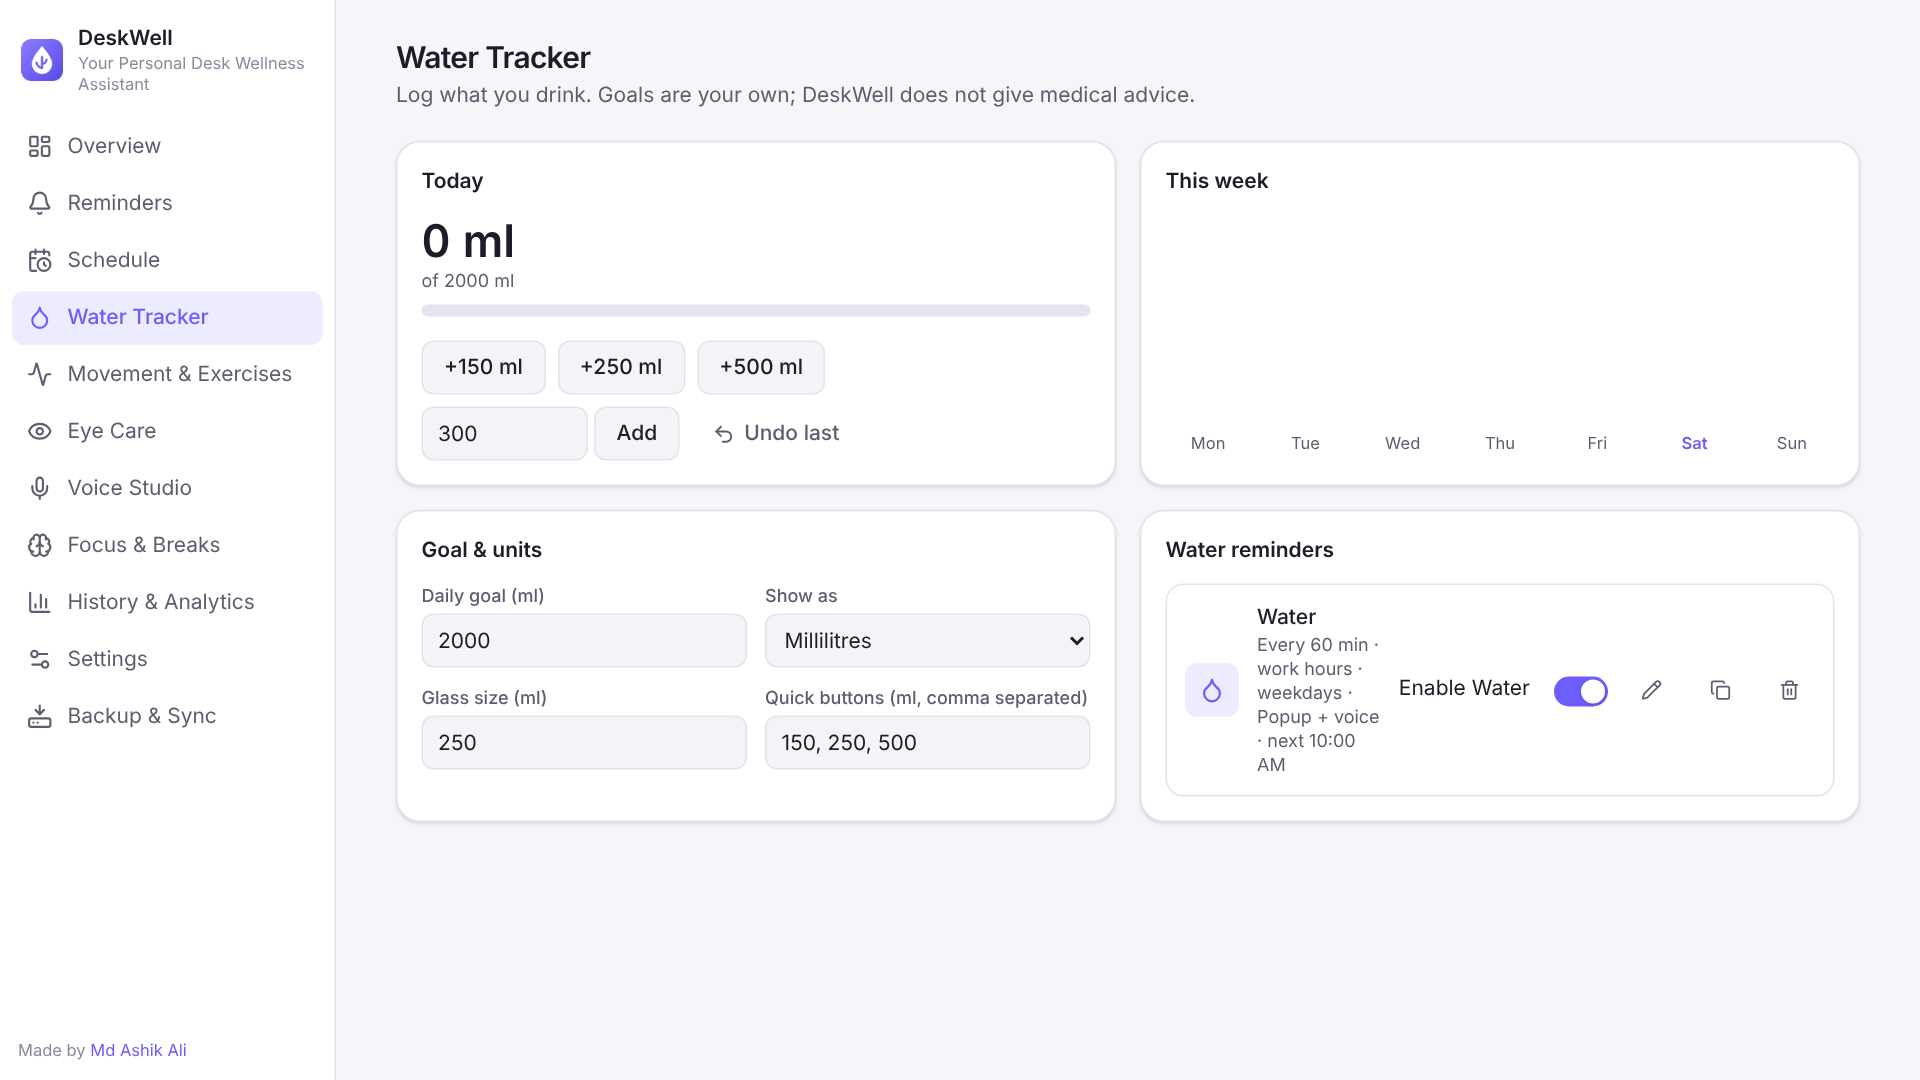 DeskWell
Your Personal Desk Wellness
Assistant
Overview
Reminders
Schedule
Water Tracker
Movement & Exercises
Eye Care
Voice Studio
Focus & Breaks
History & Analytics
Settings
Backup & Sync
Made by Md Ashik Ali
Water Tracker
Log what you drink. Goals are your own; DeskWell does not give medical advice.
Today
0 ml
of 2000 ml
+150 ml +250 ml +500 ml
300 Add Undo last
This week
Mon Tue Wed Thu Fri Sat Sun
Goal & units
Daily goal (ml) Show as
2000 Millilitres
Glass size (ml) Quick buttons (ml, comma separated)
250 150, 250, 500
Water reminders
Water
Every 60 min ·
work hours ·
weekdays ·
Popup + voice
· next 10:00
AM
Enable Water